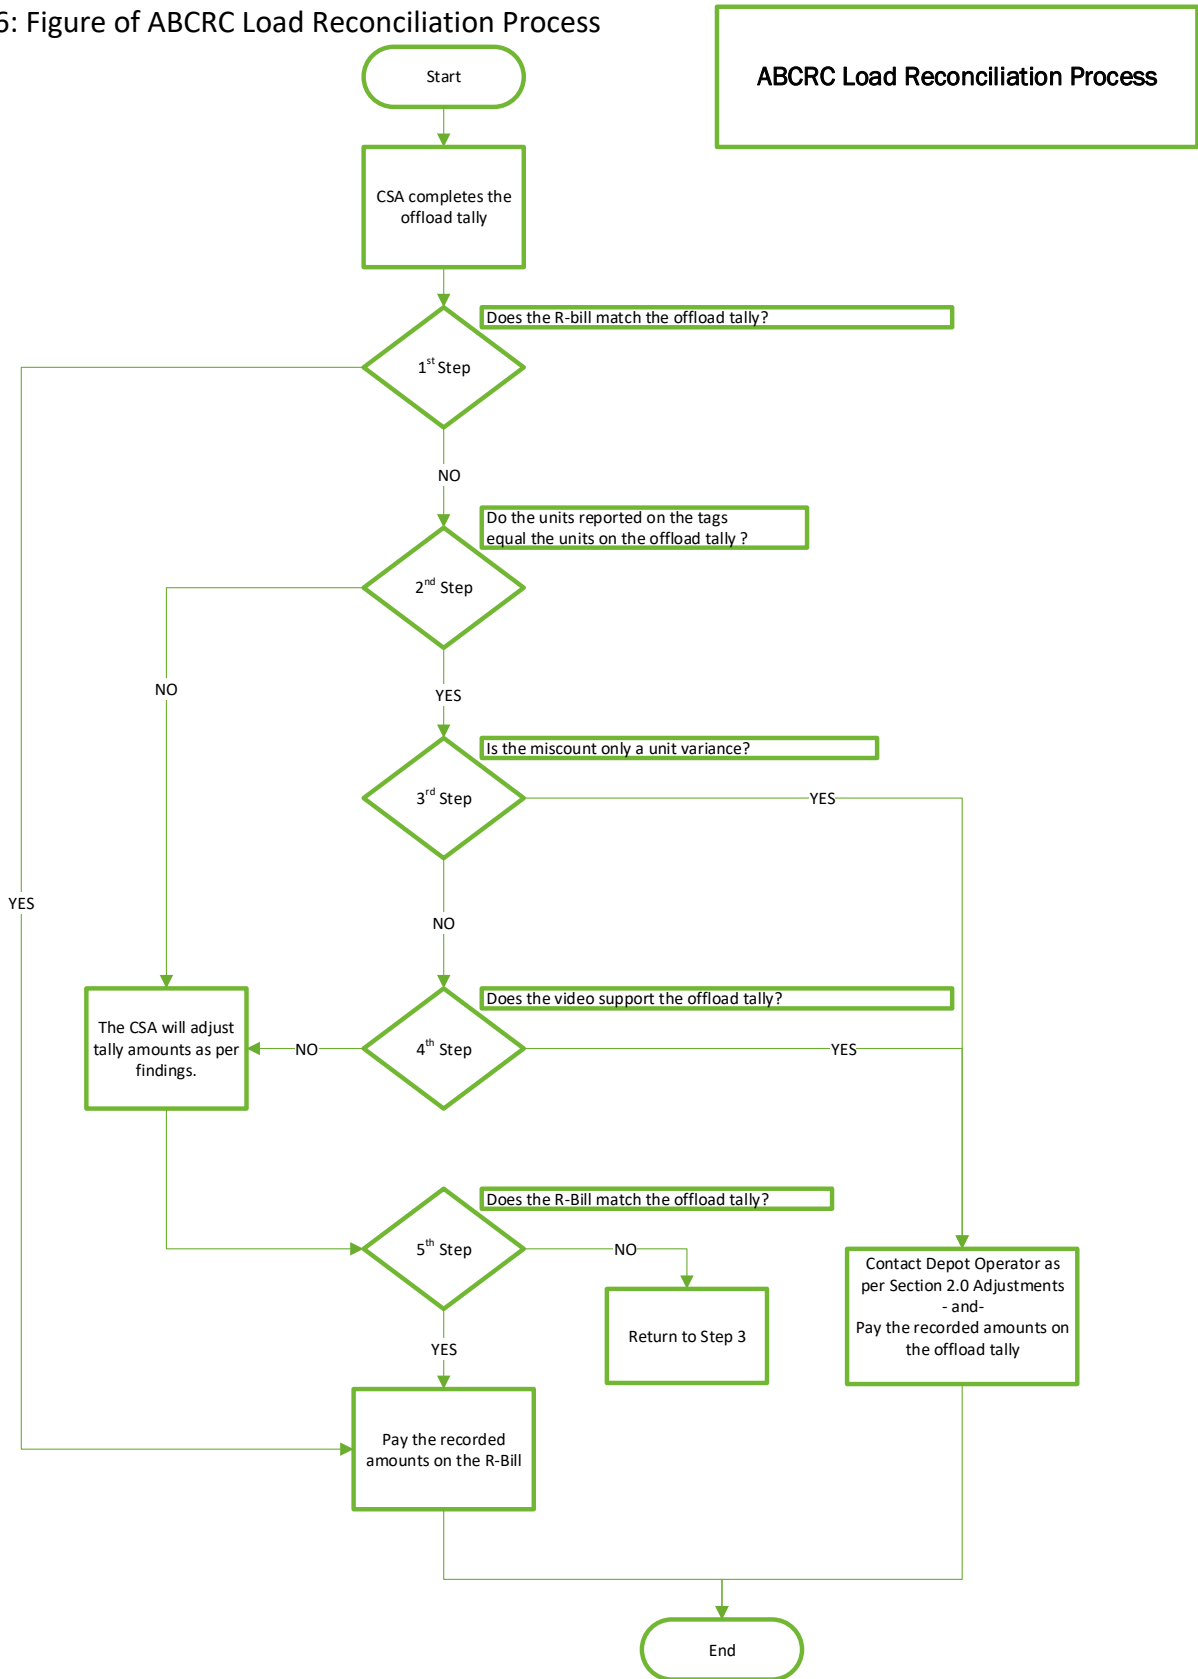 6: Figure of ABCRC Load Reconciliation Process
ABCRC Load Reconciliation Process
Start
CSA completes the
offload tally
Does the R-bill match the offload tally?
1st Step
NO
Do the units reported on the tags
equal the units on the offload tally ?
2nd Step
NO
YES
Is the miscount only a unit variance?
3rd Step
YES
YES
NO
Does the video support the offload tally?
The CSA will adjust
tally amounts as per
findings.
NO
4th Step
YES
Does the R-Bill match the offload tally?
5th Step
NO
Contact Depot Operator as
per Section 2.0 Adjustments
- and-
Pay the recorded amounts on
the offload tally
Return to Step 3
YES
Pay the recorded
amounts on the R-Bill
End